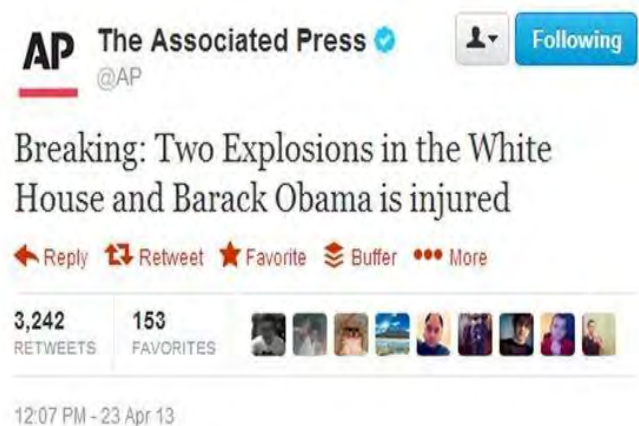 AP The Associated Press Following
@AP
Breaking: Two Explosions in the White
House and Barack Obama is injured
Reply Retweet Favorite Buffer More
3,242 153
RETWEETS FAVORITES
12:07 PM - 23 Apr 13